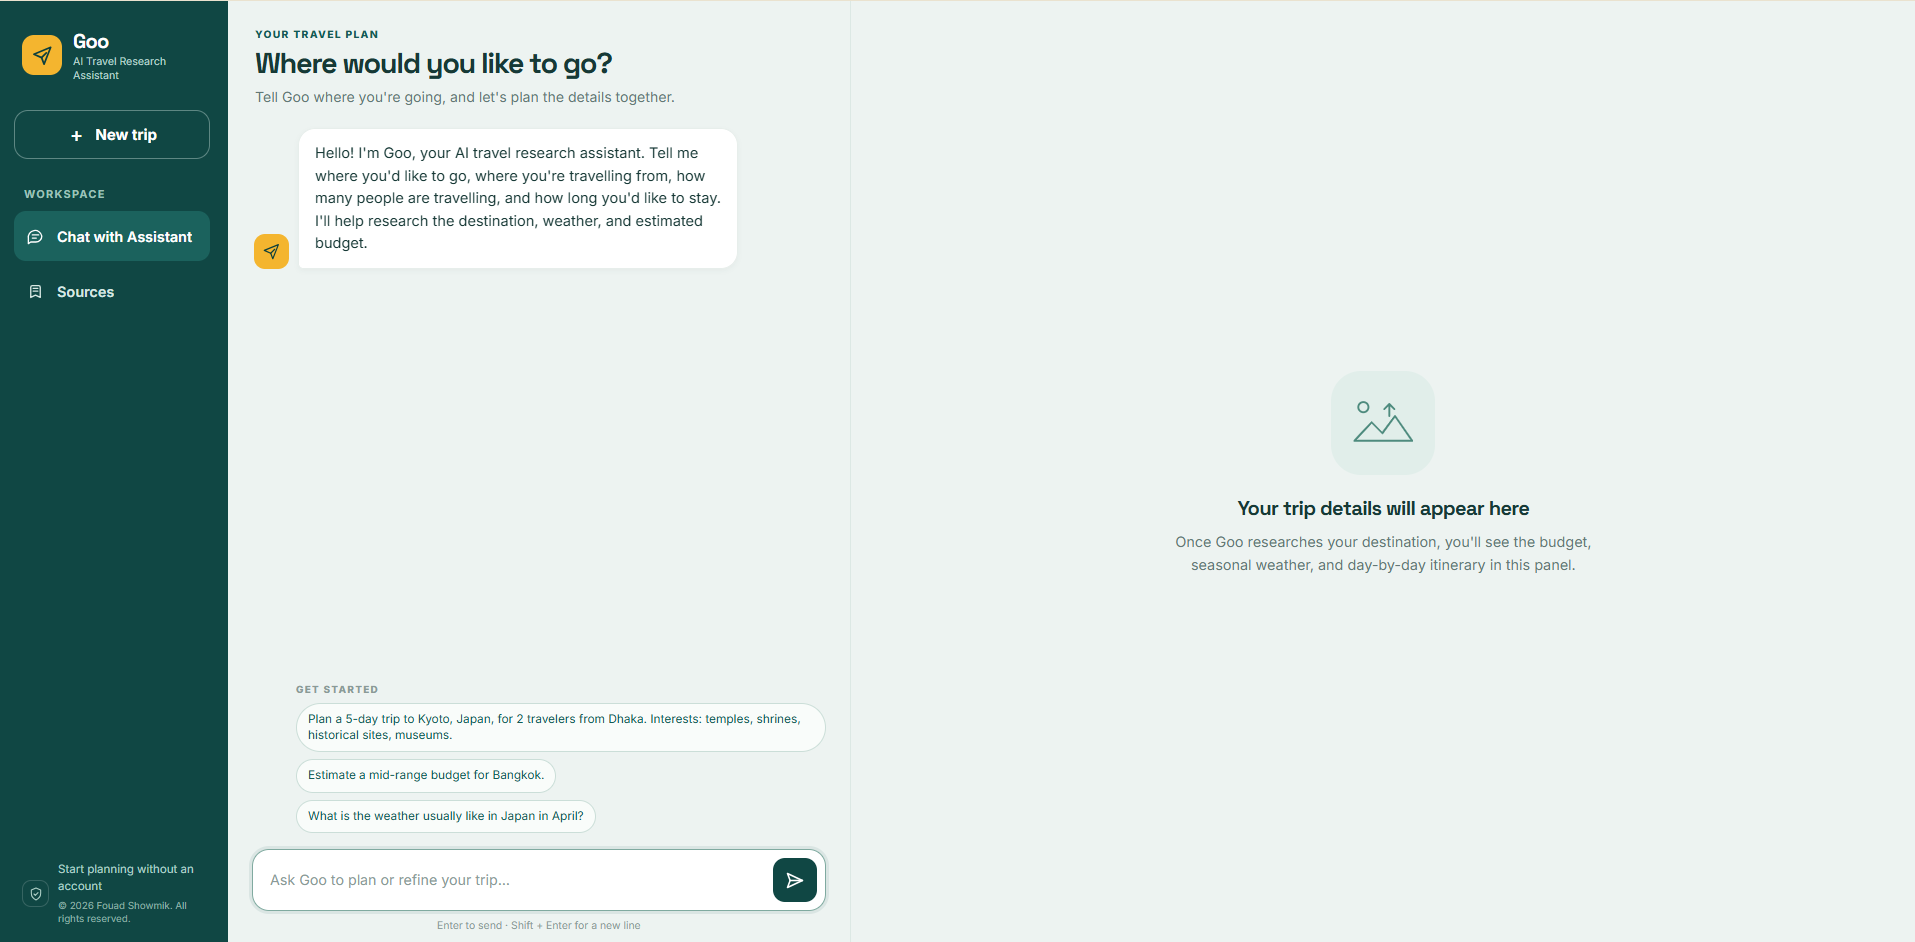 Goo
AI Travel Research
Assistant
+ New trip
WORKSPACE
Chat with Assistant
Sources
Start planning without an
account
© 2026 Fouad Showmik. All
rights reserved.
YOUR TRAVEL PLAN
Where would you like to go?
Tell Goo where you're going, and let's plan the details together.
Hello! I'm Goo, your AI travel research assistant. Tell me
where you'd like to go, where you're travelling from, how
many people are travelling, and how long you'd like to stay.
I'll help research the destination, weather, and estimated
budget.
GET STARTED
Plan a 5-day trip to Kyoto, Japan, for 2 travelers from Dhaka. Interests: temples, shrines,
historical sites, museums.
Estimate a mid-range budget for Bangkok.
What is the weather usually like in Japan in April?
Ask Goo to plan or refine your trip...
Enter to send · Shift + Enter for a new line
Your trip details will appear here
Once Goo researches your destination, you'll see the budget,
seasonal weather, and day-by-day itinerary in this panel.